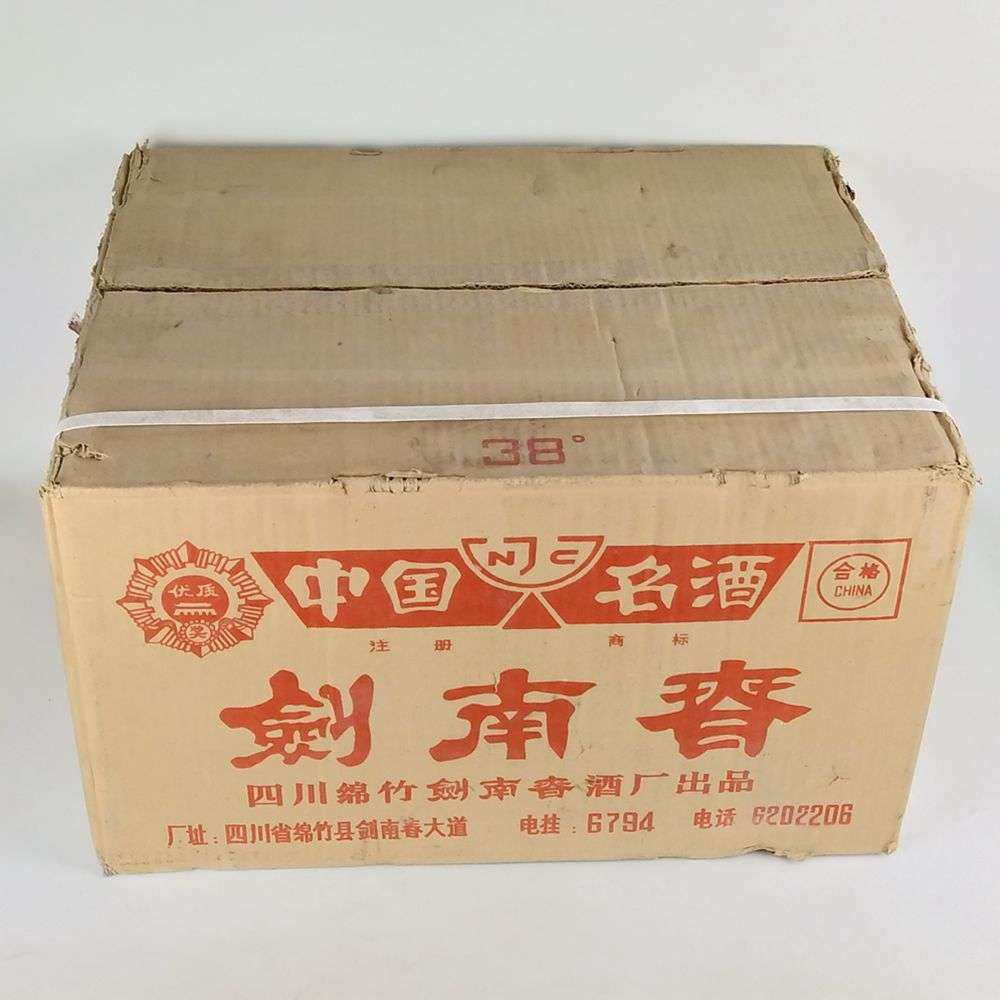 38°
优质
奖
中国 NJC 名酒
合格
CHINA
注册 商标
劍南春
四川绵竹劍南春酒厂出品
厂址:四川省绵竹县剑南春大道 电挂:6794 电话 6202206